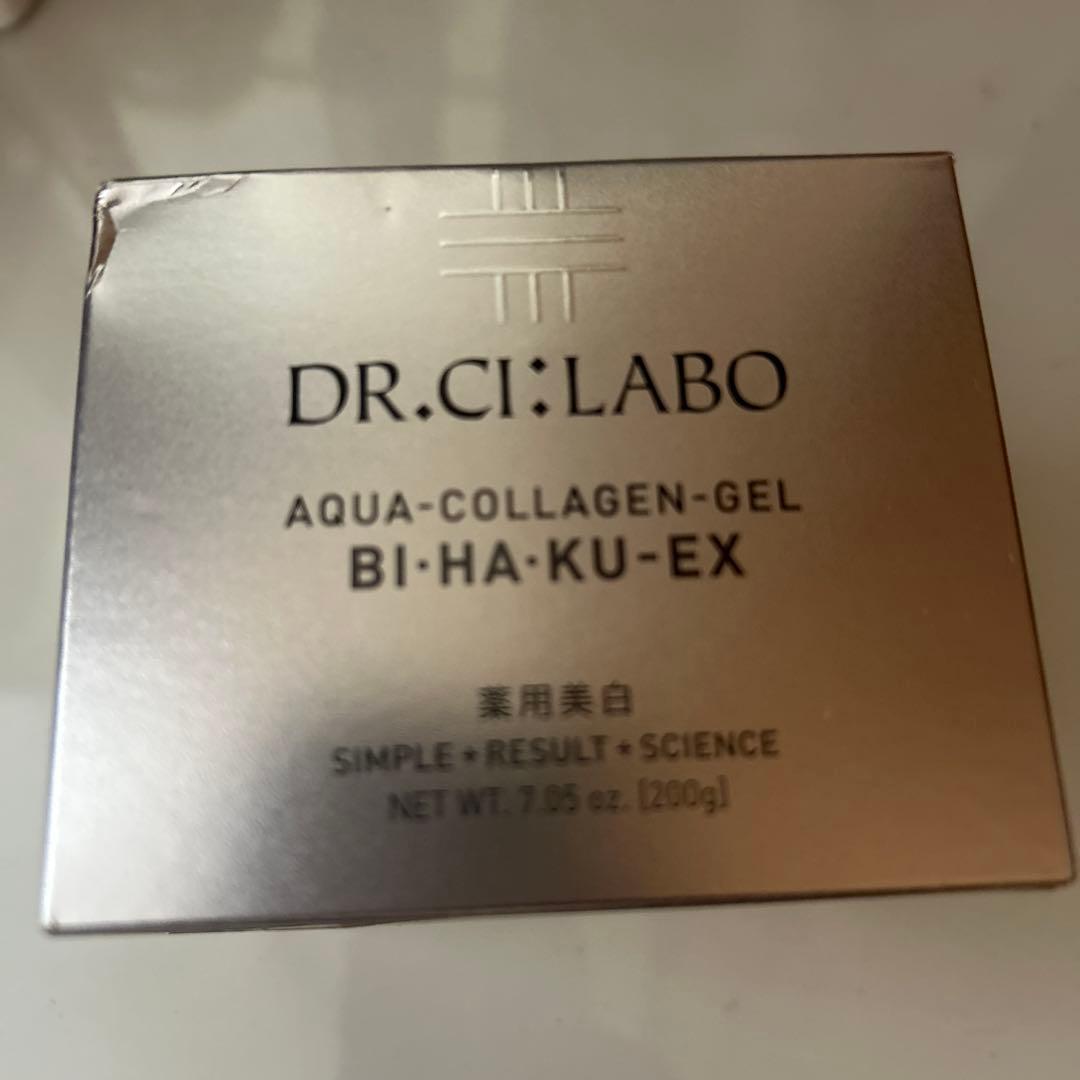 DR.CI:LABO
AQUA-COLLAGEN-GEL
BI·HA·KU-EX
薬用美白
SIMPLE★RESULT★SCIENCE
NET WT. 7.05 oz. [200g]